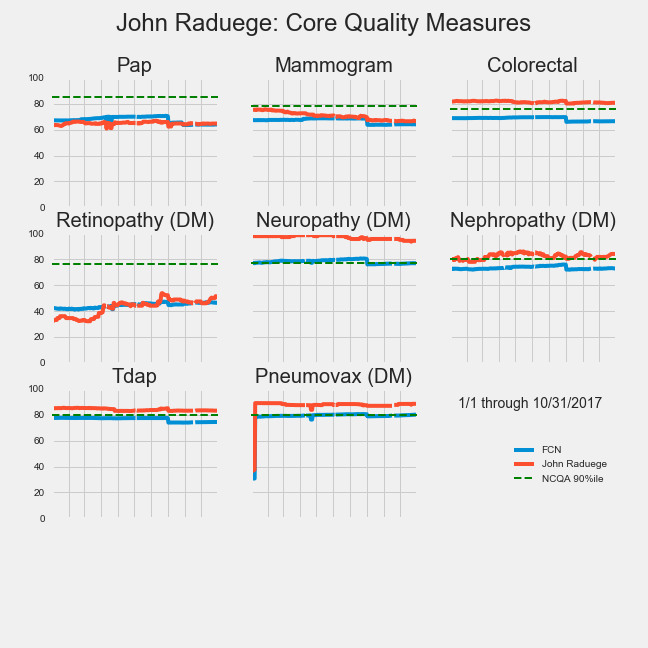 John Raduege: Core Quality Measures
Pap
Mammogram
Colorectal
100
80
60
40
20
0
Retinopathy (DM)
Neuropathy (DM)
Nephropathy (DM)
100
80
60
40
20
0
Tdap
Pneumovax (DM)
100
80
60
40
20
0
1/1 through 10/31/2017
FCN
John Raduege
NCQA 90%ile